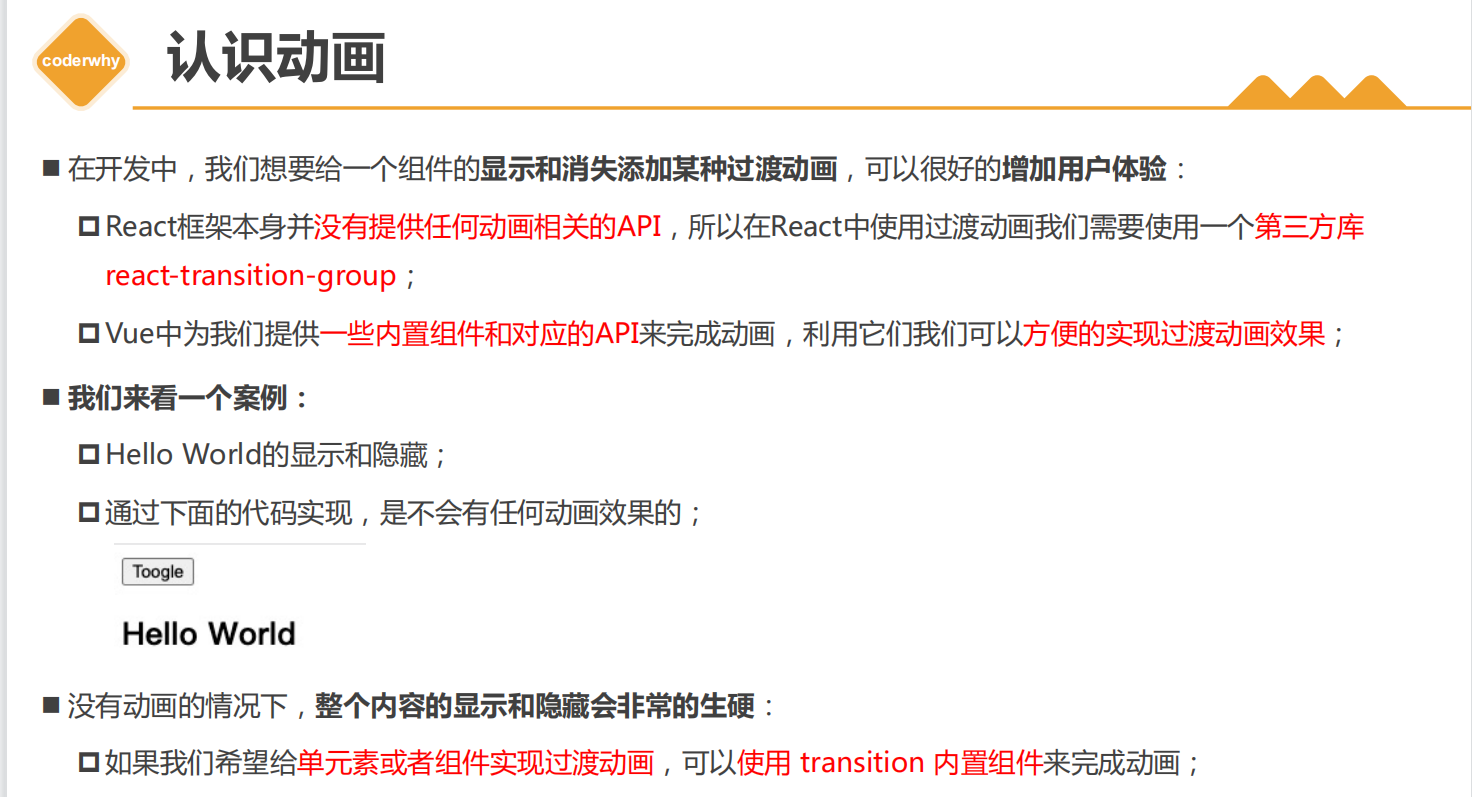 coderwhy
认识动画
在开发中，我们想要给一个组件的显示和消失添加某种过渡动画，可以很好的增加用户体验：
React框架本身并没有提供任何动画相关的API，所以在React中使用过渡动画我们需要使用一个第三方库
react-transition-group；
Vue中为我们提供一些内置组件和对应的API来完成动画，利用它们我们可以方便的实现过渡动画效果；
我们来看一个案例：
Hello World的显示和隐藏；
通过下面的代码实现，是不会有任何动画效果的；
Toogle
Hello World
没有动画的情况下，整个内容的显示和隐藏会非常的生硬：
如果我们希望给单元素或者组件实现过渡动画，可以使用 transition 内置组件来完成动画；